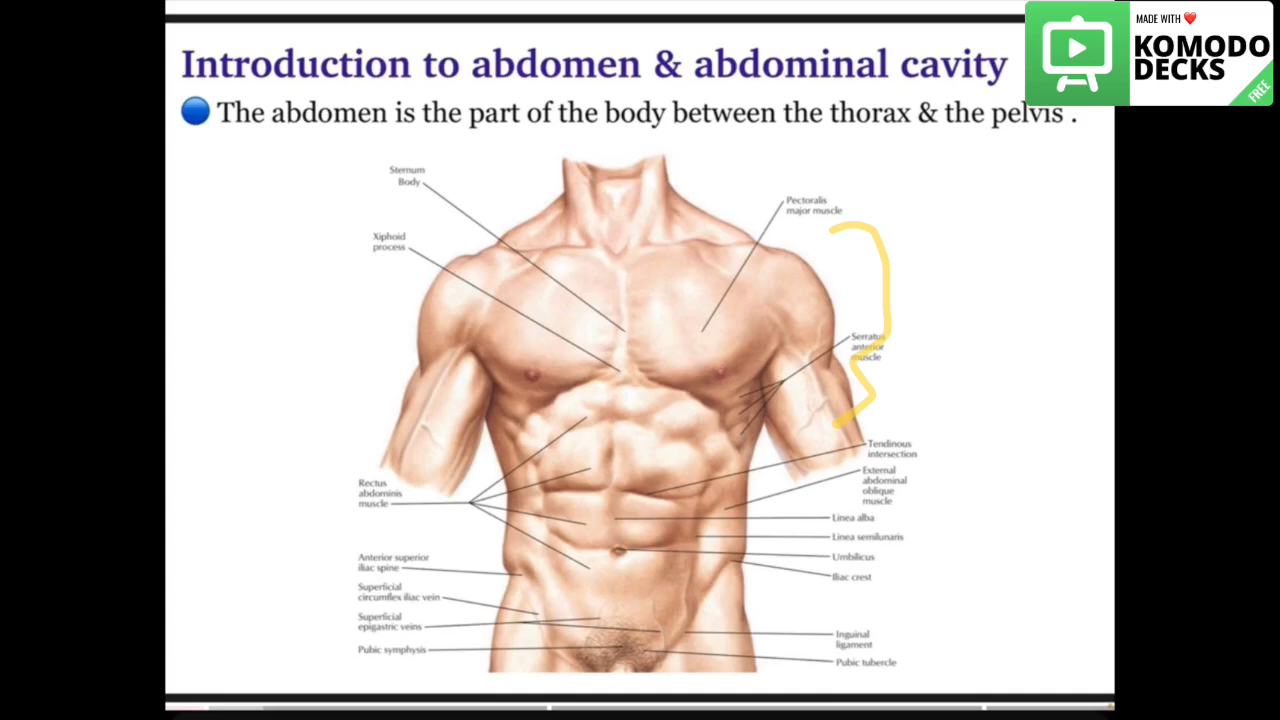 MADE WITH ❤️
KOMODO
DECKS
FREE
Introduction to abdomen & abdominal cavity
The abdomen is the part of the body between the thorax & the pelvis .
Sternum
Body
Xiphoid
process
Pectoralis
major muscle
Serratus
anterior
muscle
Tendinous
intersection
External
abdominal
oblique
muscle
Rectus
abdominis
muscle
Linea alba
Linea semilunaris
Umbilicus
Iliac crest
Anterior superior
iliac spine
Superficial
circumflex iliac vein
Superficial
epigastric veins
Pubic symphysis
Inguinal
ligament
Pubic tubercle